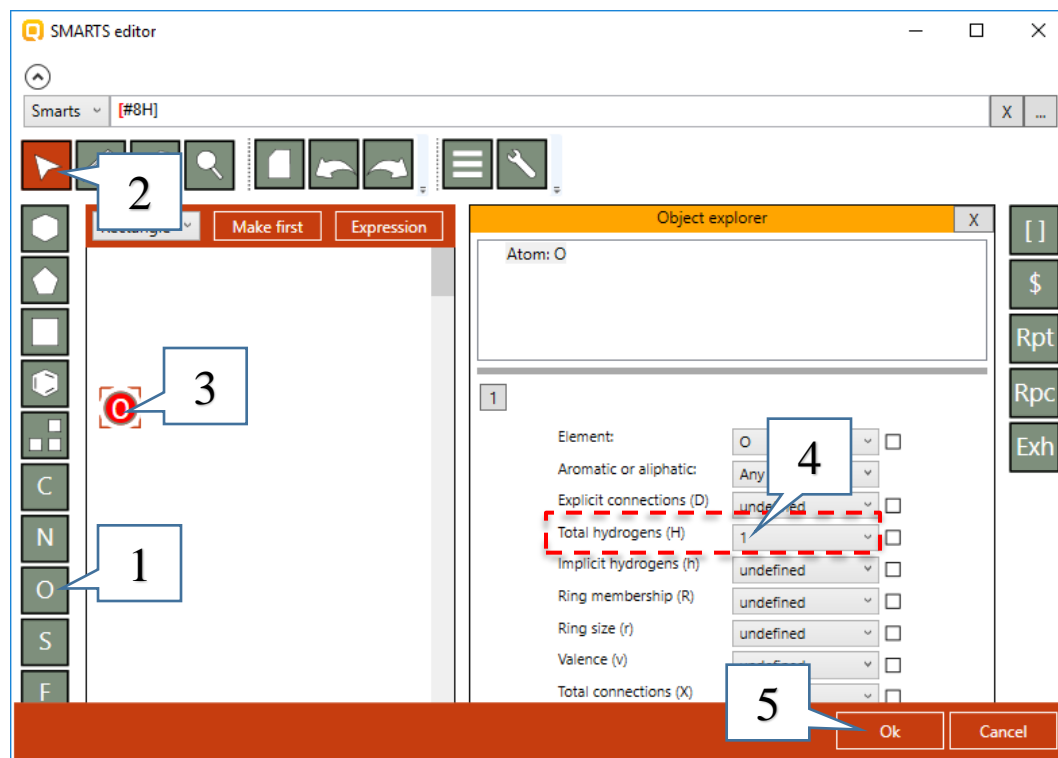 SMARTS editor
Smarts [#8H] X ...
2
Make first Expression
Object explorer X
[ ]
Atom: O
$
Rpt
3
O
1
Rpc
Element: O
4
Exh
Aromatic or aliphatic: Any
C
Explicit connections (D)
Total hydrogens (H) 1
N
Implicit hydrogens (h) undefined
1
O
Ring membership (R) undefined
Ring size (r) undefined
S
Valence (v)
F
Total connections (X)
5
Ok Cancel